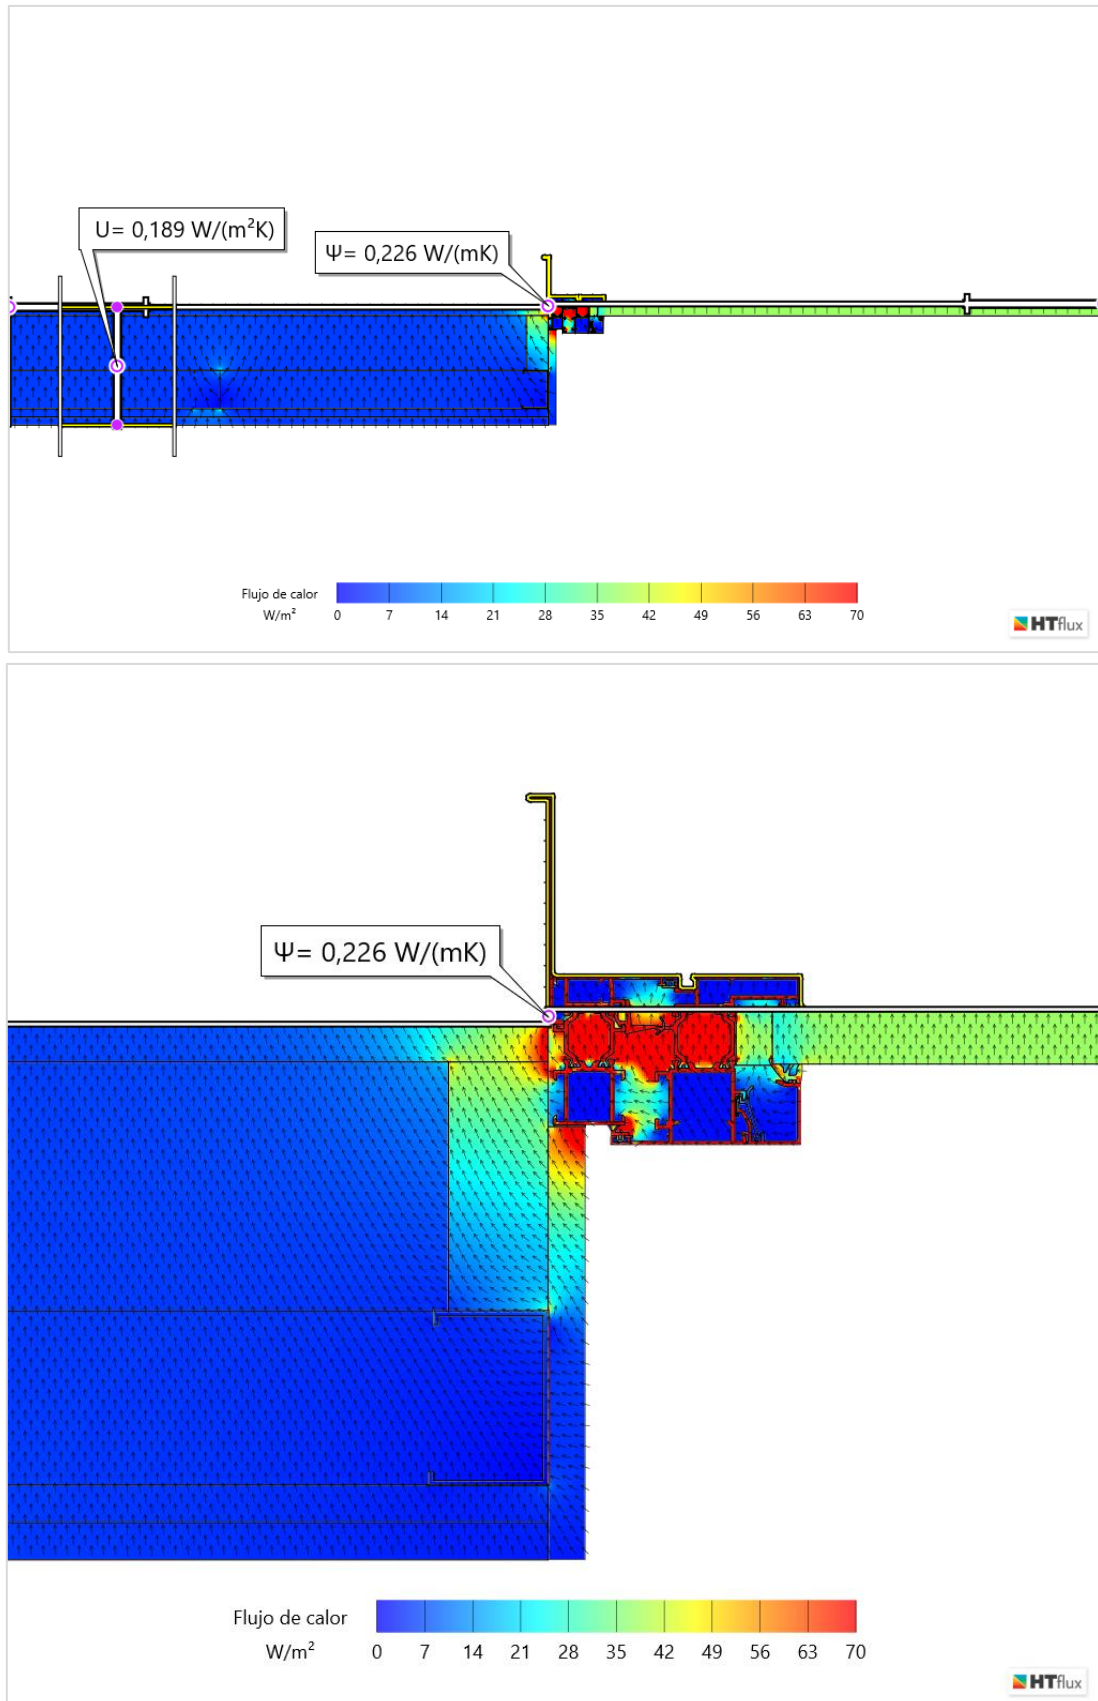 U= 0,189 W/(m²K)
Ψ= 0,226 W/(mK)
Flujo de calor
W/m²
0 7 14 21 28 35 42 49 56 63 70
HTflux
Ψ= 0,226 W/(mK)
Flujo de calor
W/m²
0 7 14 21 28 35 42 49 56 63 70
HTflux